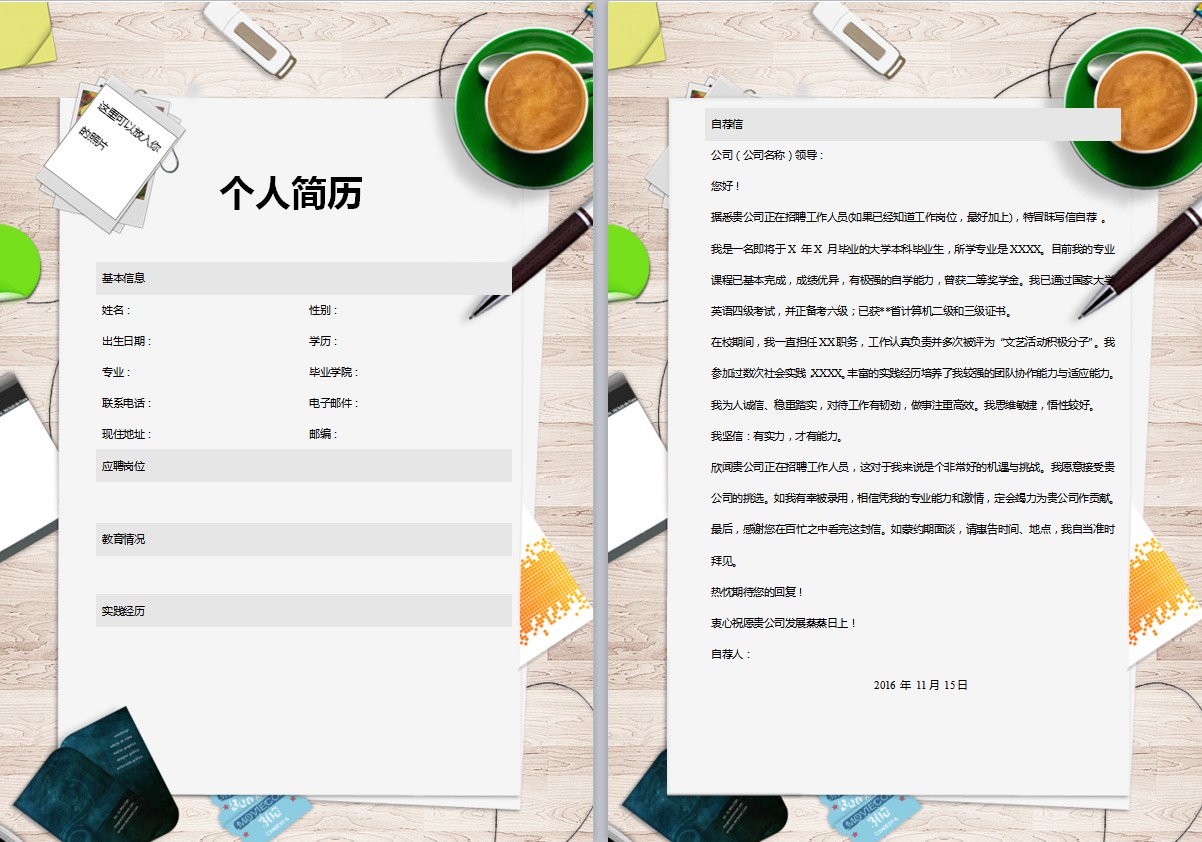 这里可以放入你
的照片
个人简历
基本信息
姓名： 性别：
出生日期： 学历：
专业： 毕业学院：
联系电话： 电子邮件：
现住地址： 邮编：
应聘岗位
教育情况
实践经历
MOVIECO
自荐信
公司（公司名称）领导：
您好！
据悉贵公司正在招聘工作人员(如果已经知道工作岗位，最好加上)，特冒昧写信自荐 。
我是一名即将于 X 年 X 月毕业的大学本科毕业生，所学专业是 XXXX。目前我的专业
课程已基本完成，成绩优异，有极强的自学能力，曾获二等奖学金。我已通过国家大学
英语四级考试，并正备考六级；已获**省计算机二级和三级证书。
在校期间，我一直担任 XX 职务，工作认真负责并多次被评为“文艺活动积极分子”。我
参加过数次社会实践 ,XXXX。丰富的实践经历培养了我较强的团队协作能力与适应能力。
我为人诚信、稳重踏实，对待工作有韧劲，做事注重高效。我思维敏捷，悟性较好。
我坚信：有实力，才有能力。
欣闻贵公司正在招聘工作人员，这对于我来说是个非常好的机遇与挑战。我愿意接受贵
公司的挑选。如我有幸被录用，相信凭我的专业能力和激情，定会竭力为贵公司作贡献。
最后，感谢您在百忙之中看完这封信。如蒙约期面谈，请惠告时间、地点，我自当准时
拜见。
热忱期待您的回复！
衷心祝愿贵公司发展蒸蒸日上！
自荐人：
2016 年 11 月 15 日
MOVIECO